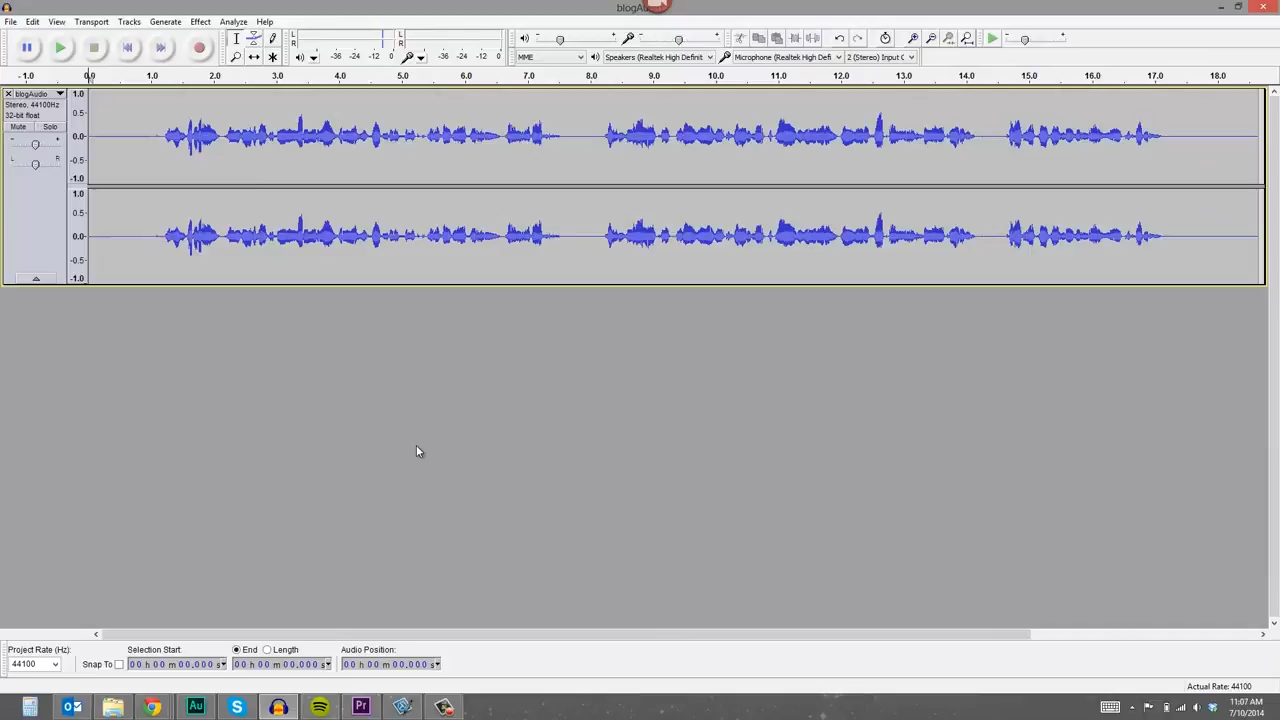 blogAu
File Edit View Transport Tracks Generate Effect Analyze Help
L R L R
-36 -24 -12 0 -36 -24 -12 0
MME Speakers (Realtek High Definit Microphone (Realtek High Defi 2 (Stereo) Input C
-1.0 0.0 1.0 2.0 3.0 4.0 5.0 6.0 7.0 8.0 9.0 10.0 11.0 12.0 13.0 14.0 15.0 16.0 17.0 18.0
blogAudio
Stereo, 44100Hz
32-bit float
Mute Solo
- +
L R
1.0
0.5
0.0
-0.5
-1.0
1.0
0.5
0.0
-0.5
-1.0
Project Rate (Hz): Selection Start: End Length Audio Position:
44100 Snap To 00 h 00 m 00.000 s 00 h 00 m 00.000 s 00 h 00 m 00.000 s
Actual Rate: 44100
Au S Pr
11:07 AM
7/10/2014